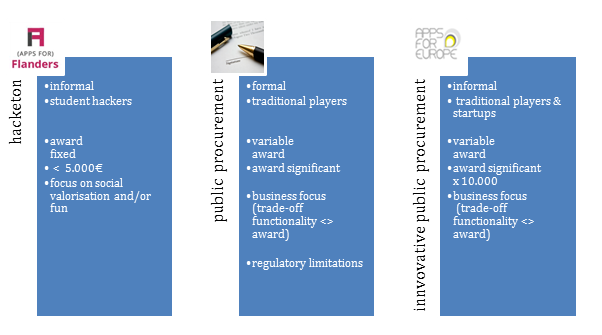 (APPS FOR)
Flanders
hacketon
•informal
•student hackers
•award
fixed
•< 5.000€
•focus on social
valorisation and/or
fun
public procurement
•formal
•traditional players
•variable
award
•award significant
•business focus
(trade-off
functionality <>
award)
•regulatory limitations
APPS
FOR
EUROPE
innvovative public procurement
•informal
• traditional players &
startups
•variable
award
•award significant
x 10.000
•business focus
(trade-off
functionality <>
award)